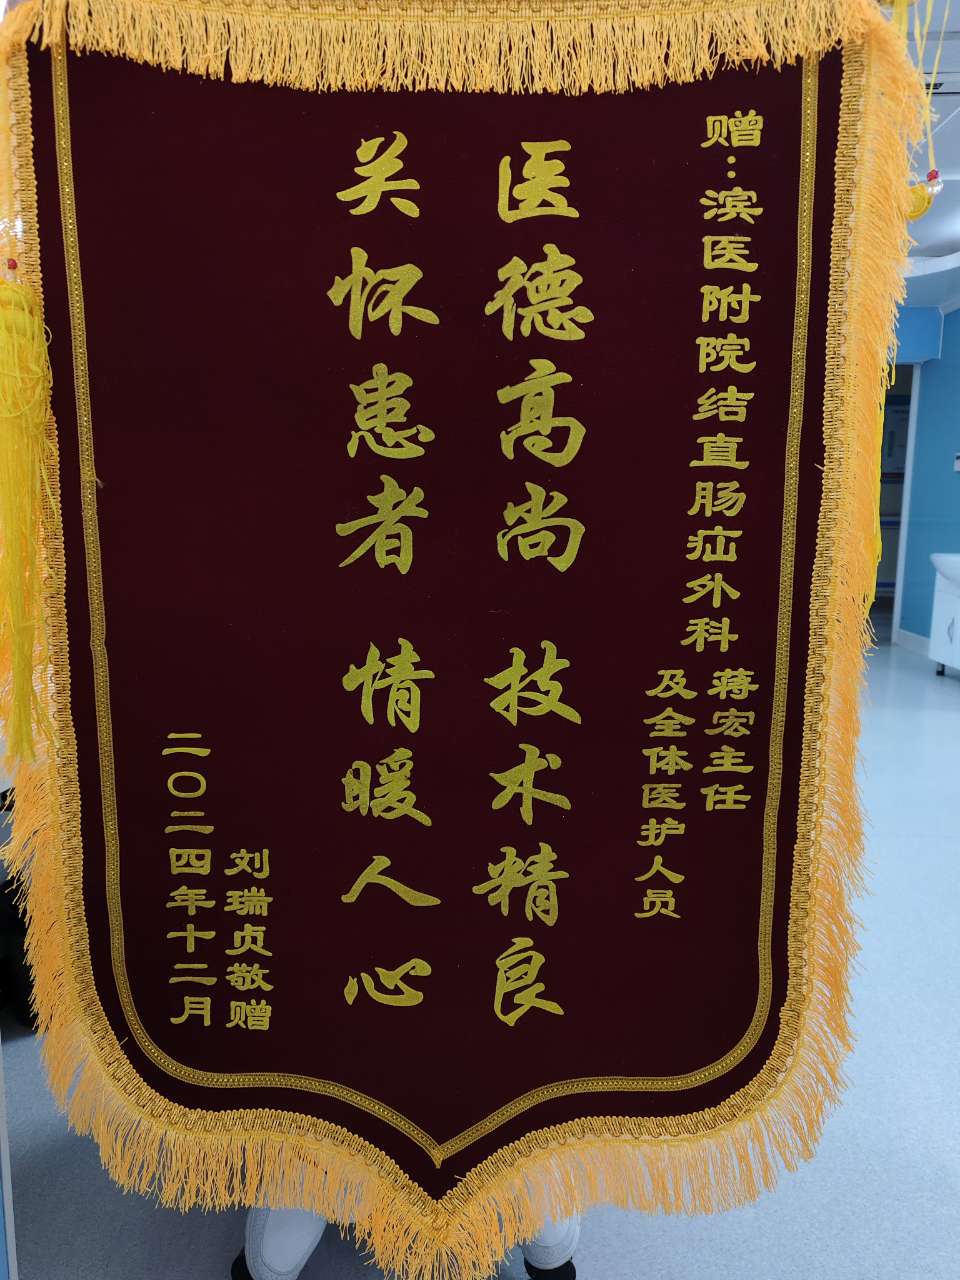 赠:滨医附院结直肠疝外科
蒋宏主任
及全体医护人员
医德高尚 技术精良
关怀患者 情暖人心
刘瑞贞敬赠
二〇二四年十二月